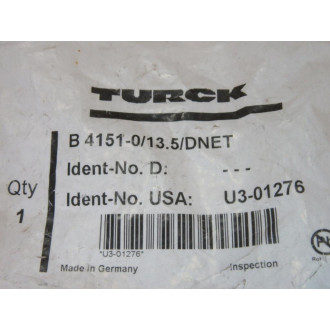 TURCK
B 4151-0/13.5/DNET
Ident-No. D: ---
Qty
Ident-No. USA: U3-01276
1
*U3-01276*
Made in Germany
Inspection